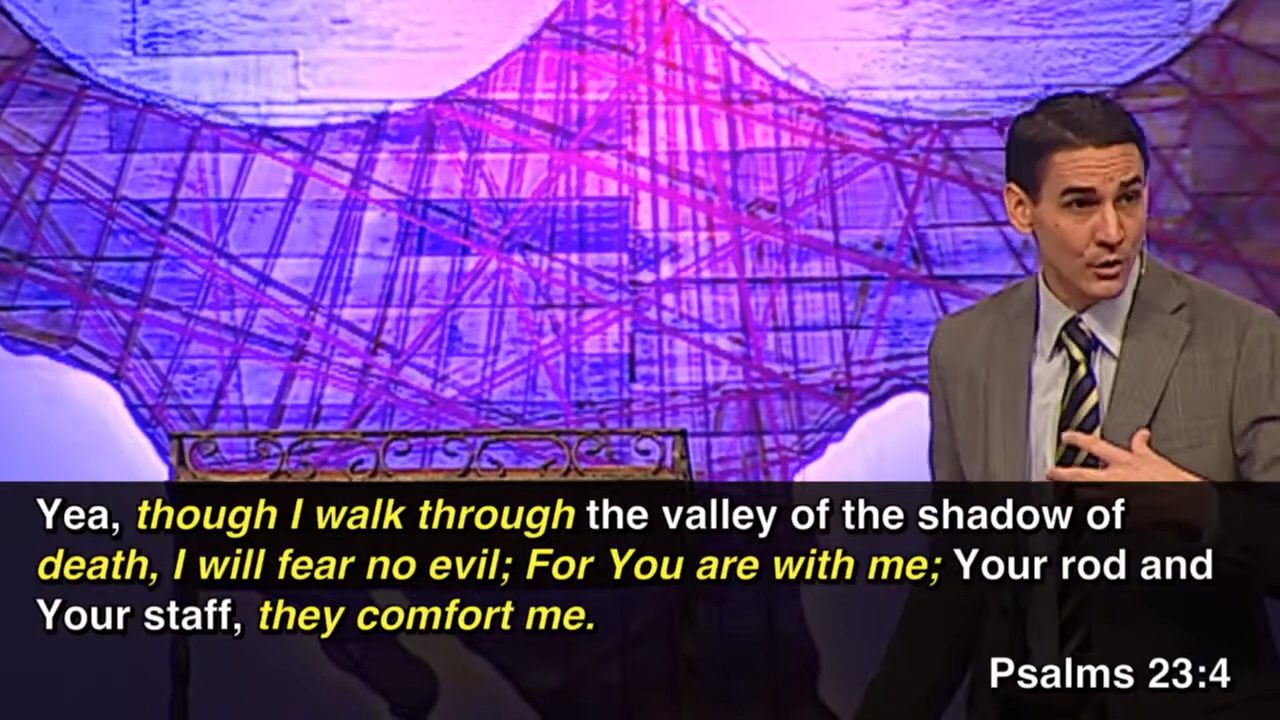 Yea, though I walk through the valley of the shadow of
death, I will fear no evil; For You are with me; Your rod and
Your staff, they comfort me.
Psalms 23:4